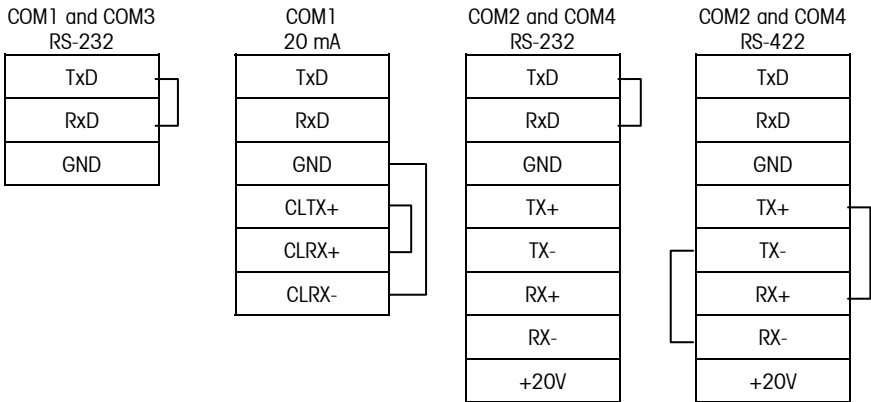 COM1 and COM3
RS-232
TxD
RxD
GND
COM1
20 mA
TxD
RxD
GND
CLTX+
CLRX+
CLRX-
COM2 and COM4
RS-232
TxD
RxD
GND
TX+
TX-
RX+
RX-
+20V
COM2 and COM4
RS-422
TxD
RxD
GND
TX+
TX-
RX+
RX-
+20V